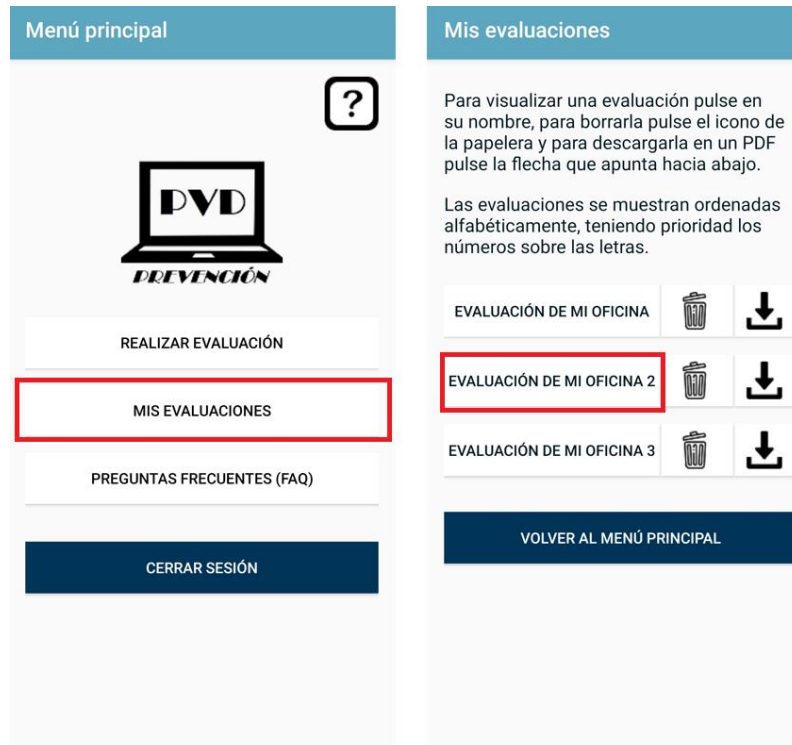 Menú principal
?
PVD
PREVENCIÓN
REALIZAR EVALUACIÓN
MIS EVALUACIONES
PREGUNTAS FRECUENTES (FAQ)
CERRAR SESIÓN
Mis evaluaciones
Para visualizar una evaluación pulse en
su nombre, para borrarla pulse el icono de
la papelera y para descargarla en un PDF
pulse la flecha que apunta hacia abajo.
Las evaluaciones se muestran ordenadas
alfabéticamente, teniendo prioridad los
números sobre las letras.
EVALUACIÓN DE MI OFICINA
EVALUACIÓN DE MI OFICINA 2
EVALUACIÓN DE MI OFICINA 3
VOLVER AL MENÚ PRINCIPAL